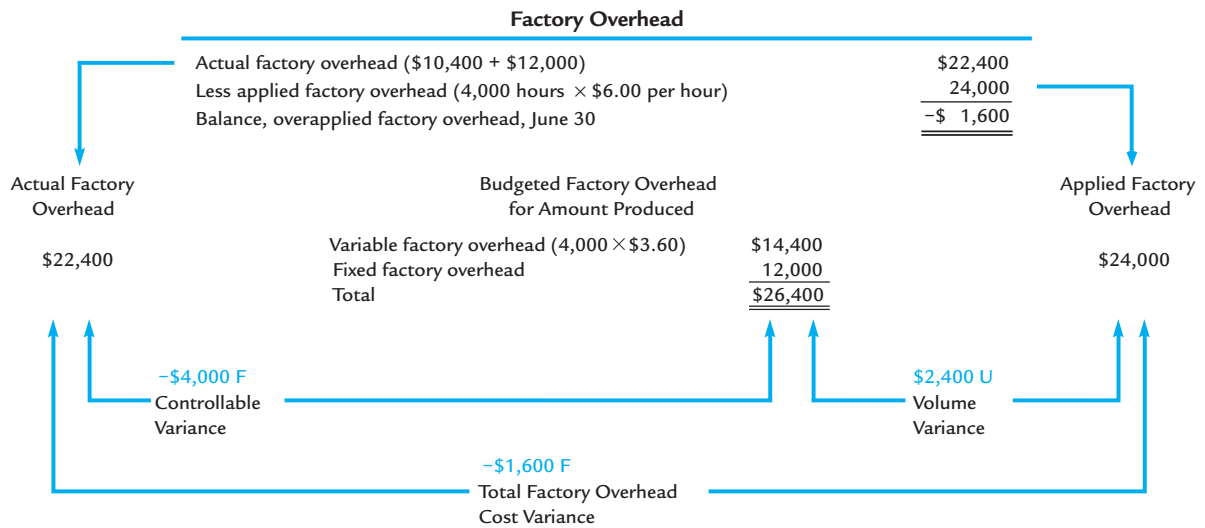 Factory Overhead
Actual factory overhead ($10,400 + $12,000) $22,400
Less applied factory overhead (4,000 hours × $6.00 per hour) 24,000
Balance, overapplied factory overhead, June 30 –$ 1,600
Actual Factory
Overhead
$22,400
Budgeted Factory Overhead
for Amount Produced
Variable factory overhead (4,000 × $3.60) $14,400
Fixed factory overhead 12,000
Total $26,400
Applied Factory
Overhead
$24,000
–$4,000 F
Controllable
Variance
$2,400 U
Volume
Variance
–$1,600 F
Total Factory Overhead
Cost Variance